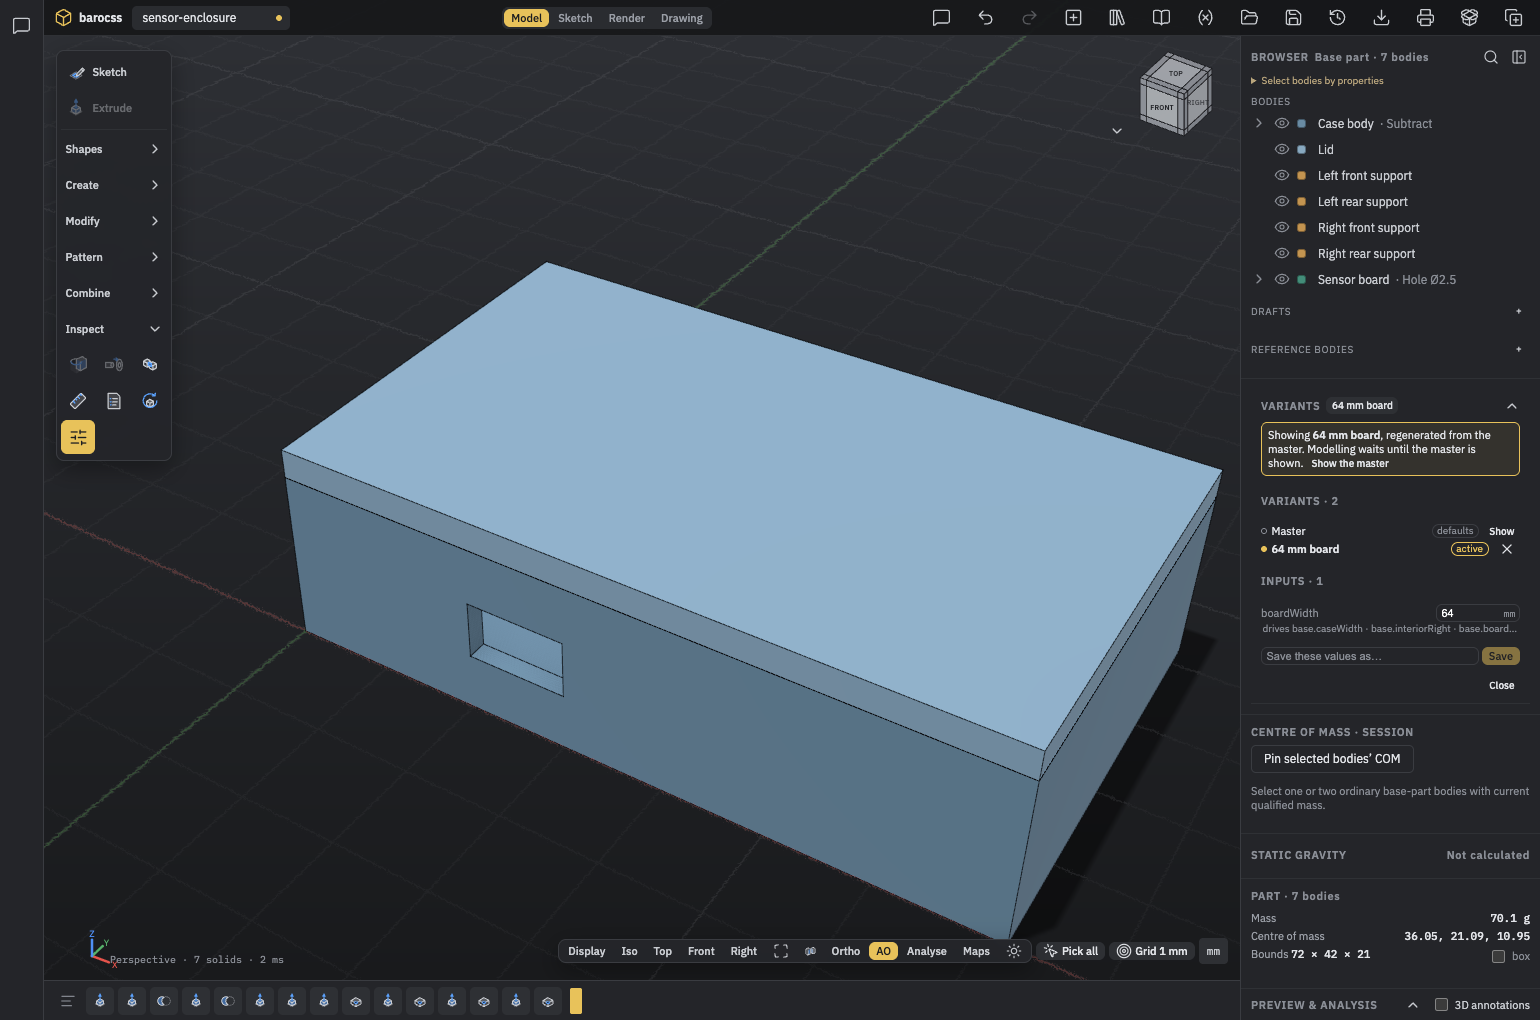 barocss
sensor-enclosure
Model
Sketch
Render
Drawing
Sketch
Extrude
Shapes
Create
Modify
Pattern
Combine
Inspect
TOP
FRONT
RIGHT
BROWSER Base part · 7 bodies
Select bodies by properties
BODIES
Case body · Subtract
Lid
Left front support
Left rear support
Right front support
Right rear support
Sensor board · Hole Ø2.5
DRAFTS +
REFERENCE BODIES +
VARIANTS 64 mm board
Showing 64 mm board, regenerated from the
master. Modelling waits until the master is
shown. Show the master
VARIANTS · 2
Master defaults Show
64 mm board active
INPUTS · 1
boardWidth 64 mm
drives base.caseWidth · base.interiorRight · base.board...
Save these values as... Save
Close
CENTRE OF MASS · SESSION
Pin selected bodies' COM
Select one or two ordinary base-part bodies with current
qualified mass.
STATIC GRAVITY Not calculated
PART · 7 bodies
Mass 70.1 g
Centre of mass 36.05, 21.09, 10.95
Bounds 72 × 42 × 21 box
PREVIEW & ANALYSIS 3D annotations
Z
Y
X
Perspective · 7 solids · 2 ms
Display Iso Top Front Right Ortho AO Analyse Maps Pick all Grid 1 mm mm